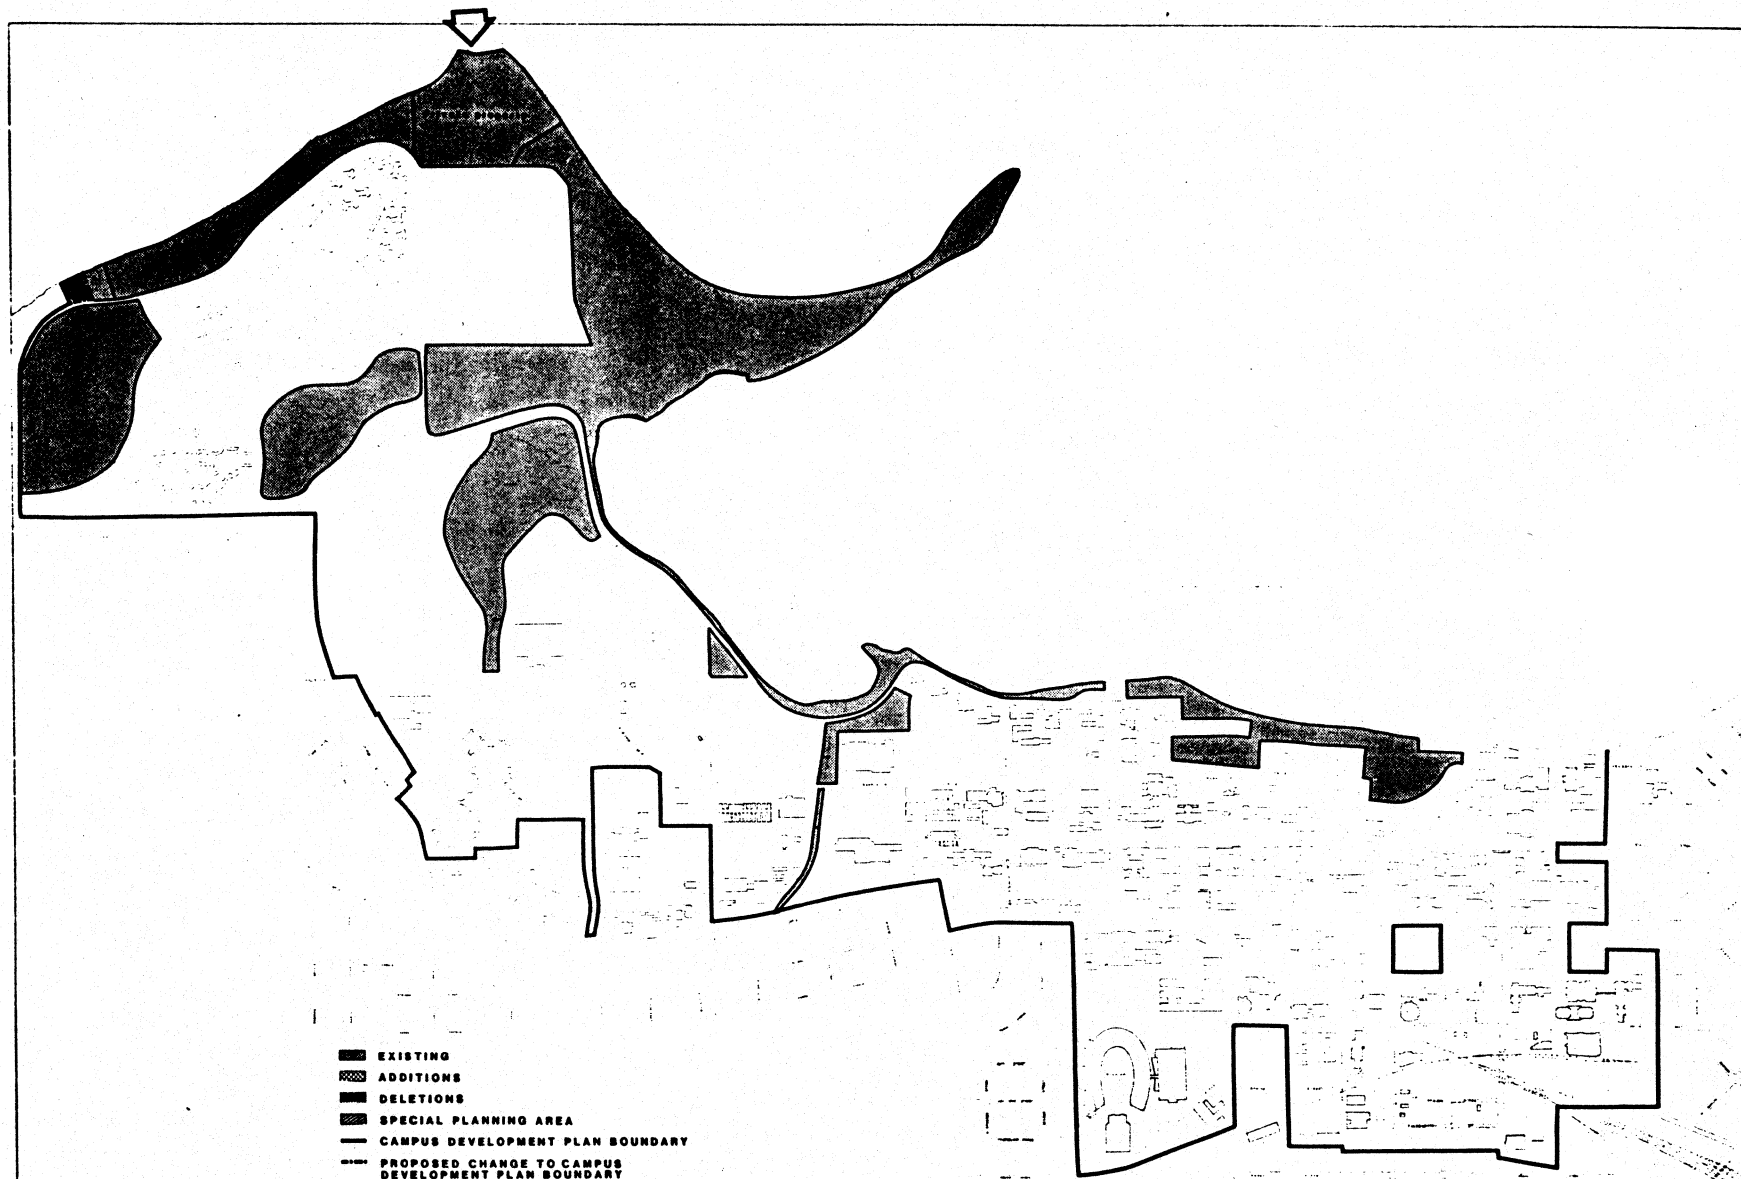 EXISTING
ADDITIONS
DELETIONS
SPECIAL PLANNING AREA
CAMPUS DEVELOPMENT PLAN BOUNDARY
PROPOSED CHANGE TO CAMPUS
DEVELOPMENT PLAN BOUNDARY